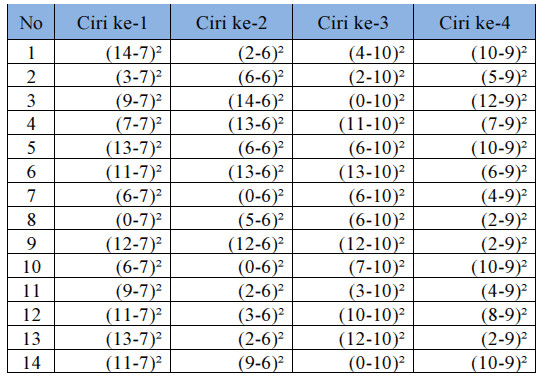 No Ciri ke-1 Ciri ke-2 Ciri ke-3 Ciri ke-4
1 (14-7)² (2-6)² (4-10)² (10-9)²
2 (3-7)² (6-6)² (2-10)² (5-9)²
3 (9-7)² (14-6)² (0-10)² (12-9)²
4 (7-7)² (13-6)² (11-10)² (7-9)²
5 (13-7)² (6-6)² (6-10)² (10-9)²
6 (11-7)² (13-6)² (13-10)² (6-9)²
7 (6-7)² (0-6)² (6-10)² (4-9)²
8 (0-7)² (5-6)² (6-10)² (2-9)²
9 (12-7)² (12-6)² (12-10)² (2-9)²
10 (6-7)² (0-6)² (7-10)² (10-9)²
11 (9-7)² (2-6)² (3-10)² (4-9)²
12 (11-7)² (3-6)² (10-10)² (8-9)²
13 (13-7)² (2-6)² (12-10)² (2-9)²
14 (11-7)² (9-6)² (0-10)² (10-9)²